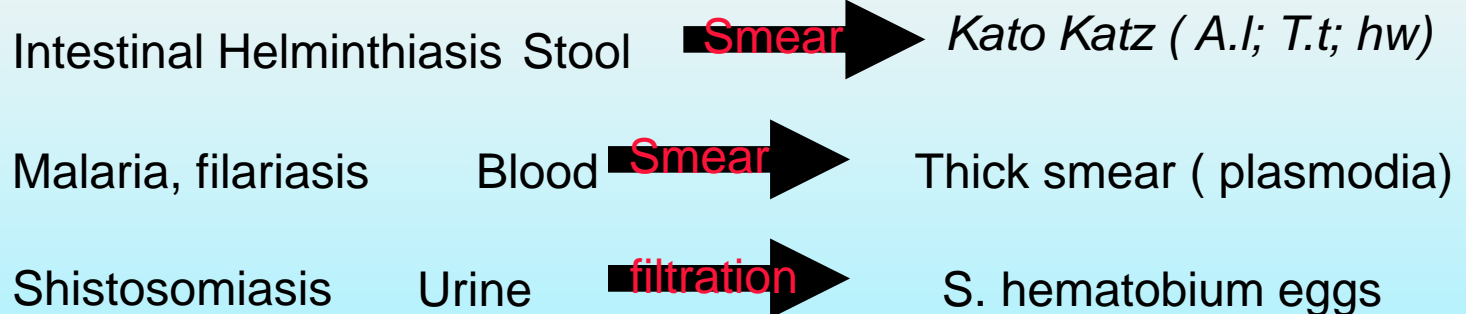 Intestinal Helminthiasis Stool Smear Kato Katz ( A.l; T.t; hw)
Malaria, filariasis Blood Smear Thick smear ( plasmodia)
Shistosomiasis Urine filtration S. hematobium eggs